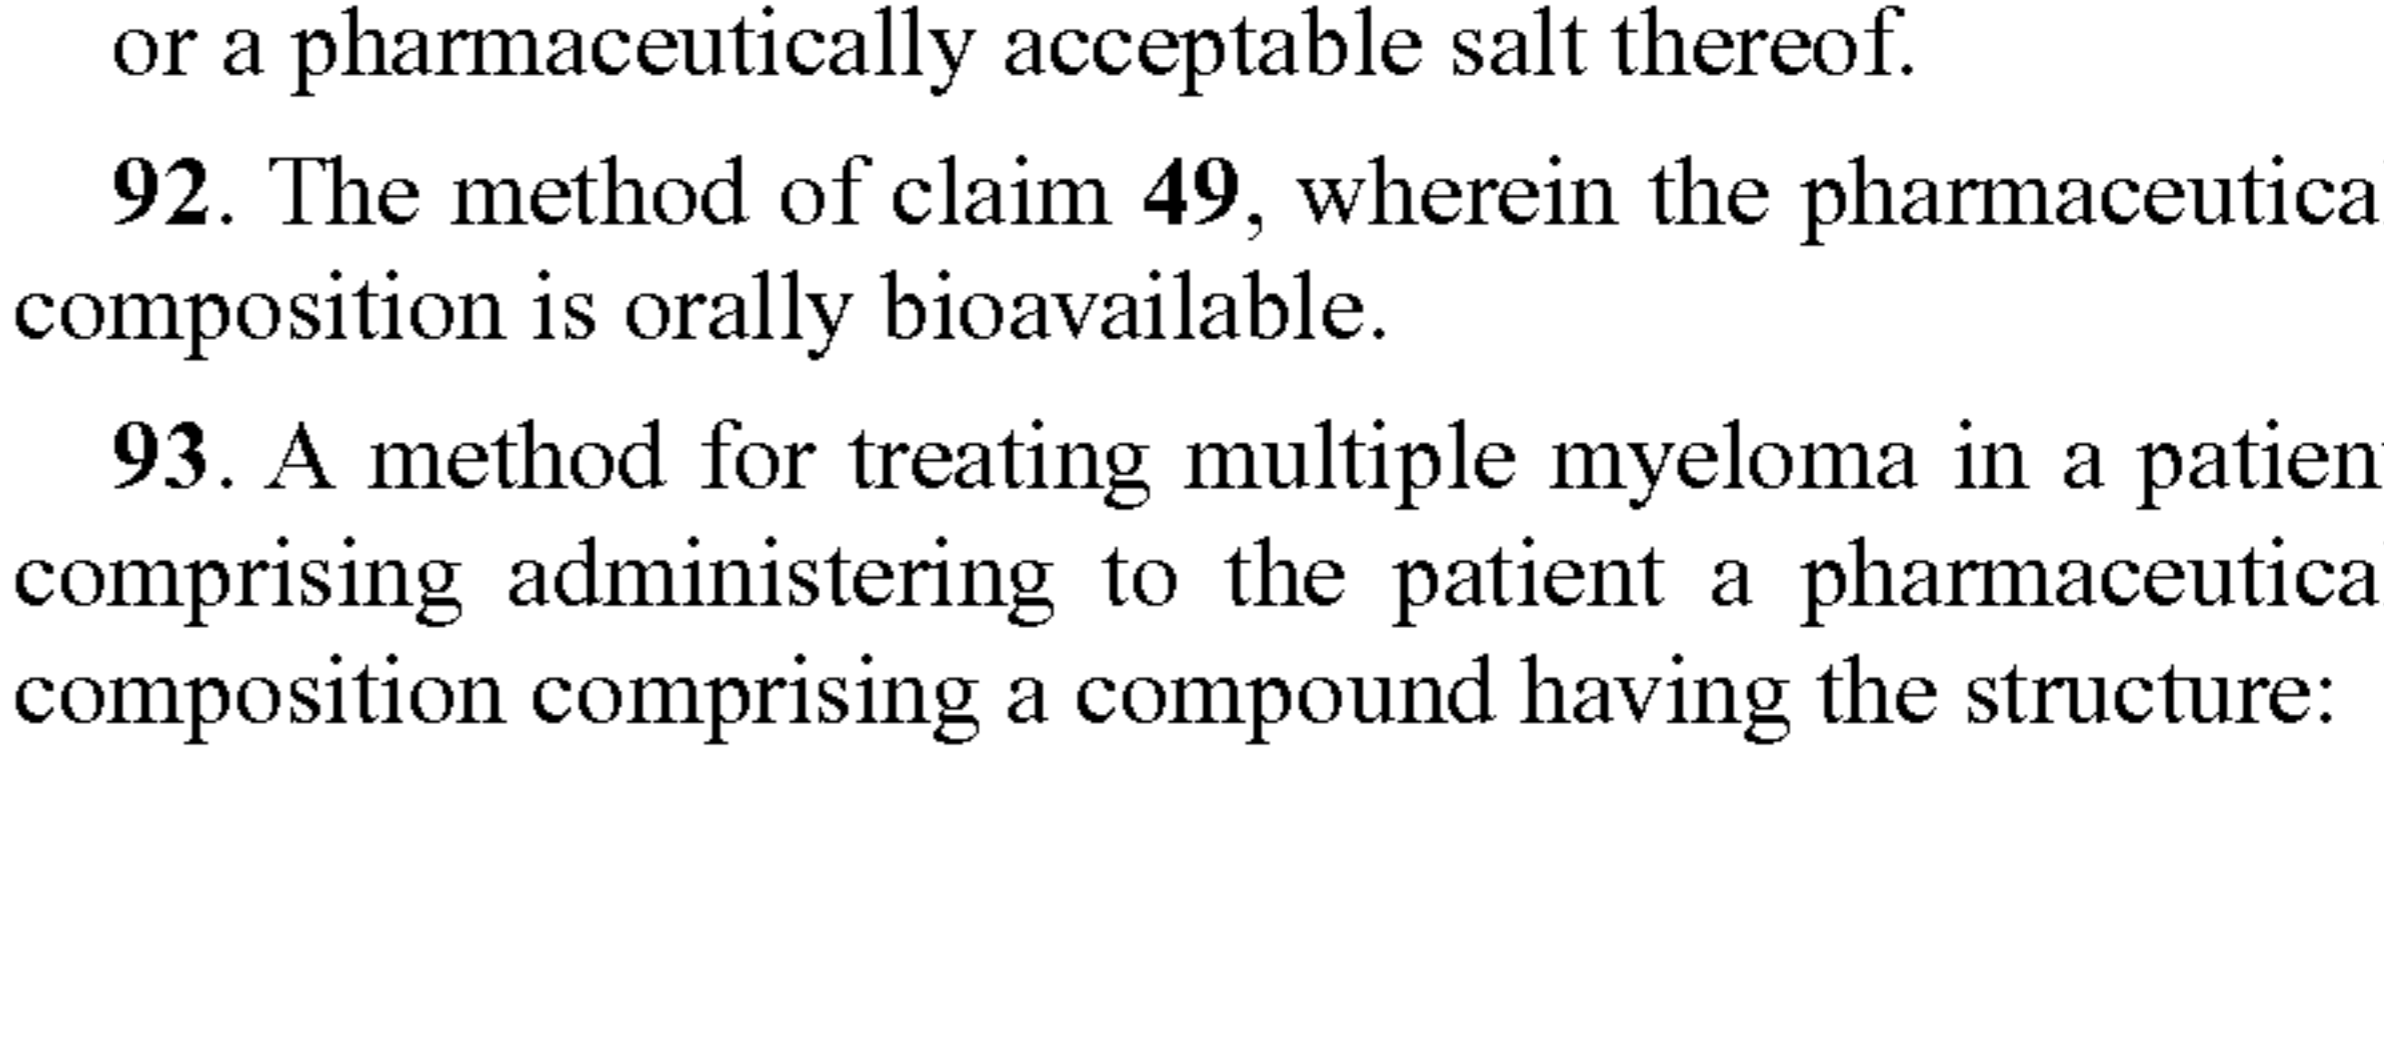 or a pharmaceutically acceptable salt thereof.
92. The method of claim 49, wherein the pharmaceutica
composition is orally bioavailable.
93. A method for treating multiple myeloma in a patien
comprising administering to the patient a pharmaceutica
composition comprising a compound having the structure: